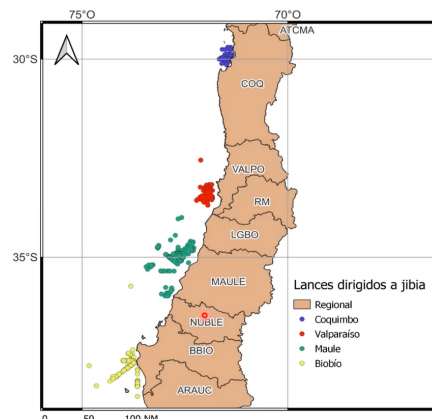 75°O 70°O
ATCMA
30°S
COQ
VALPO
RM
LGBO
35°S
MAULE
Lances dirigidos a jibia
Regional
Coquimbo
Valparaíso
Maule
Biobío
ÑUBLE
BBIO
ARAUC
0 50 100 NM